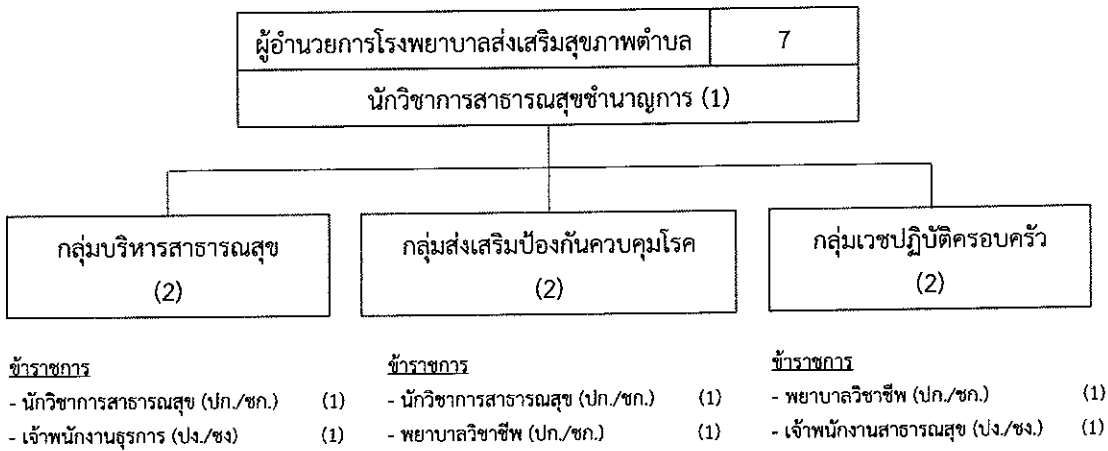 ผู้อำนวยการโรงพยาบาลส่งเสริมสุขภาพตำบล 7
นักวิชาการสาธารณสุขชำนาญการ (1)
กลุ่มบริหารสาธารณสุข
(2)
กลุ่มส่งเสริมป้องกันควบคุมโรค
(2)
กลุ่มเวชปฏิบัติครอบครัว
(2)
ข้าราชการ
- นักวิชาการสาธารณสุข (ปก./ชก.) (1)
- เจ้าพนักงานธุรการ (ปง./ชง) (1)
ข้าราชการ
- นักวิชาการสาธารณสุข (ปก./ชก.) (1)
- พยาบาลวิชาชีพ (ปก./ชก.) (1)
ข้าราชการ
- พยาบาลวิชาชีพ (ปก./ชก.) (1)
- เจ้าพนักงานสาธารณสุข (ปง./ชง.) (1)